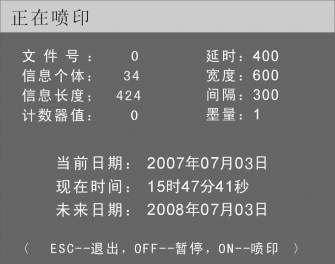 正在喷印
文 件 号： 0 延时：400
信息个体： 34 宽度：600
信息长度： 424 间隔：300
计数器值： 0 墨量：1
当前日期： 2007年07月03日
现在时间： 15时47分41秒
未来日期： 2008年07月03日
〈 ESC--退出，OFF--暂停，ON--喷印 〉